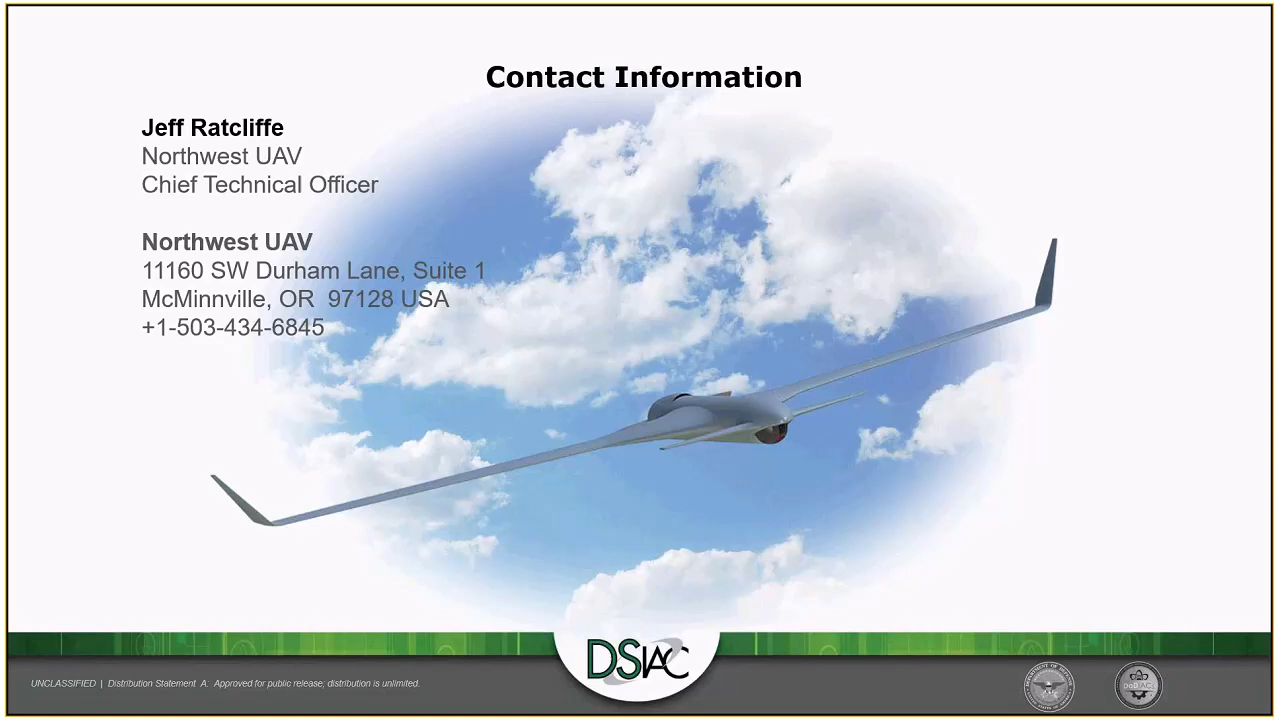 Contact Information
Jeff Ratcliffe
Northwest UAV
Chief Technical Officer
Northwest UAV
11160 SW Durham Lane, Suite 1
McMinnville, OR  97128 USA
+1-503-434-6845
DSIAC
UNCLASSIFIED | Distribution Statement A: Approved for public release; distribution is unlimited.